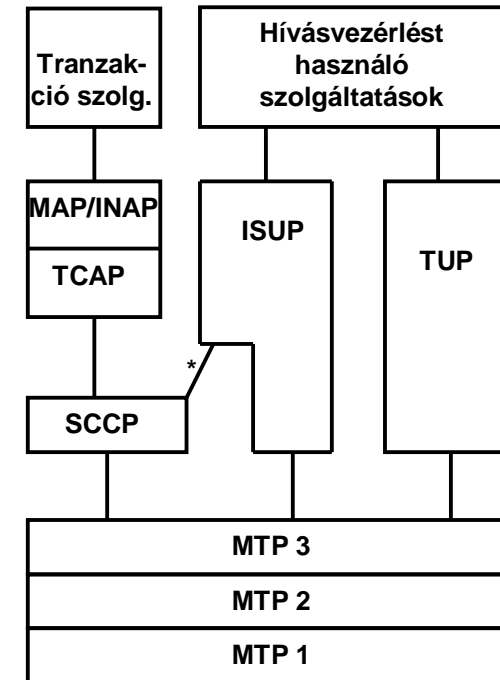 Tranzak-
ció szolg.
Hívásvezérlést
használó
szolgáltatások
MAP/INAP
TCAP
ISUP
TUP
*
SCCP
MTP 3
MTP 2
MTP 1